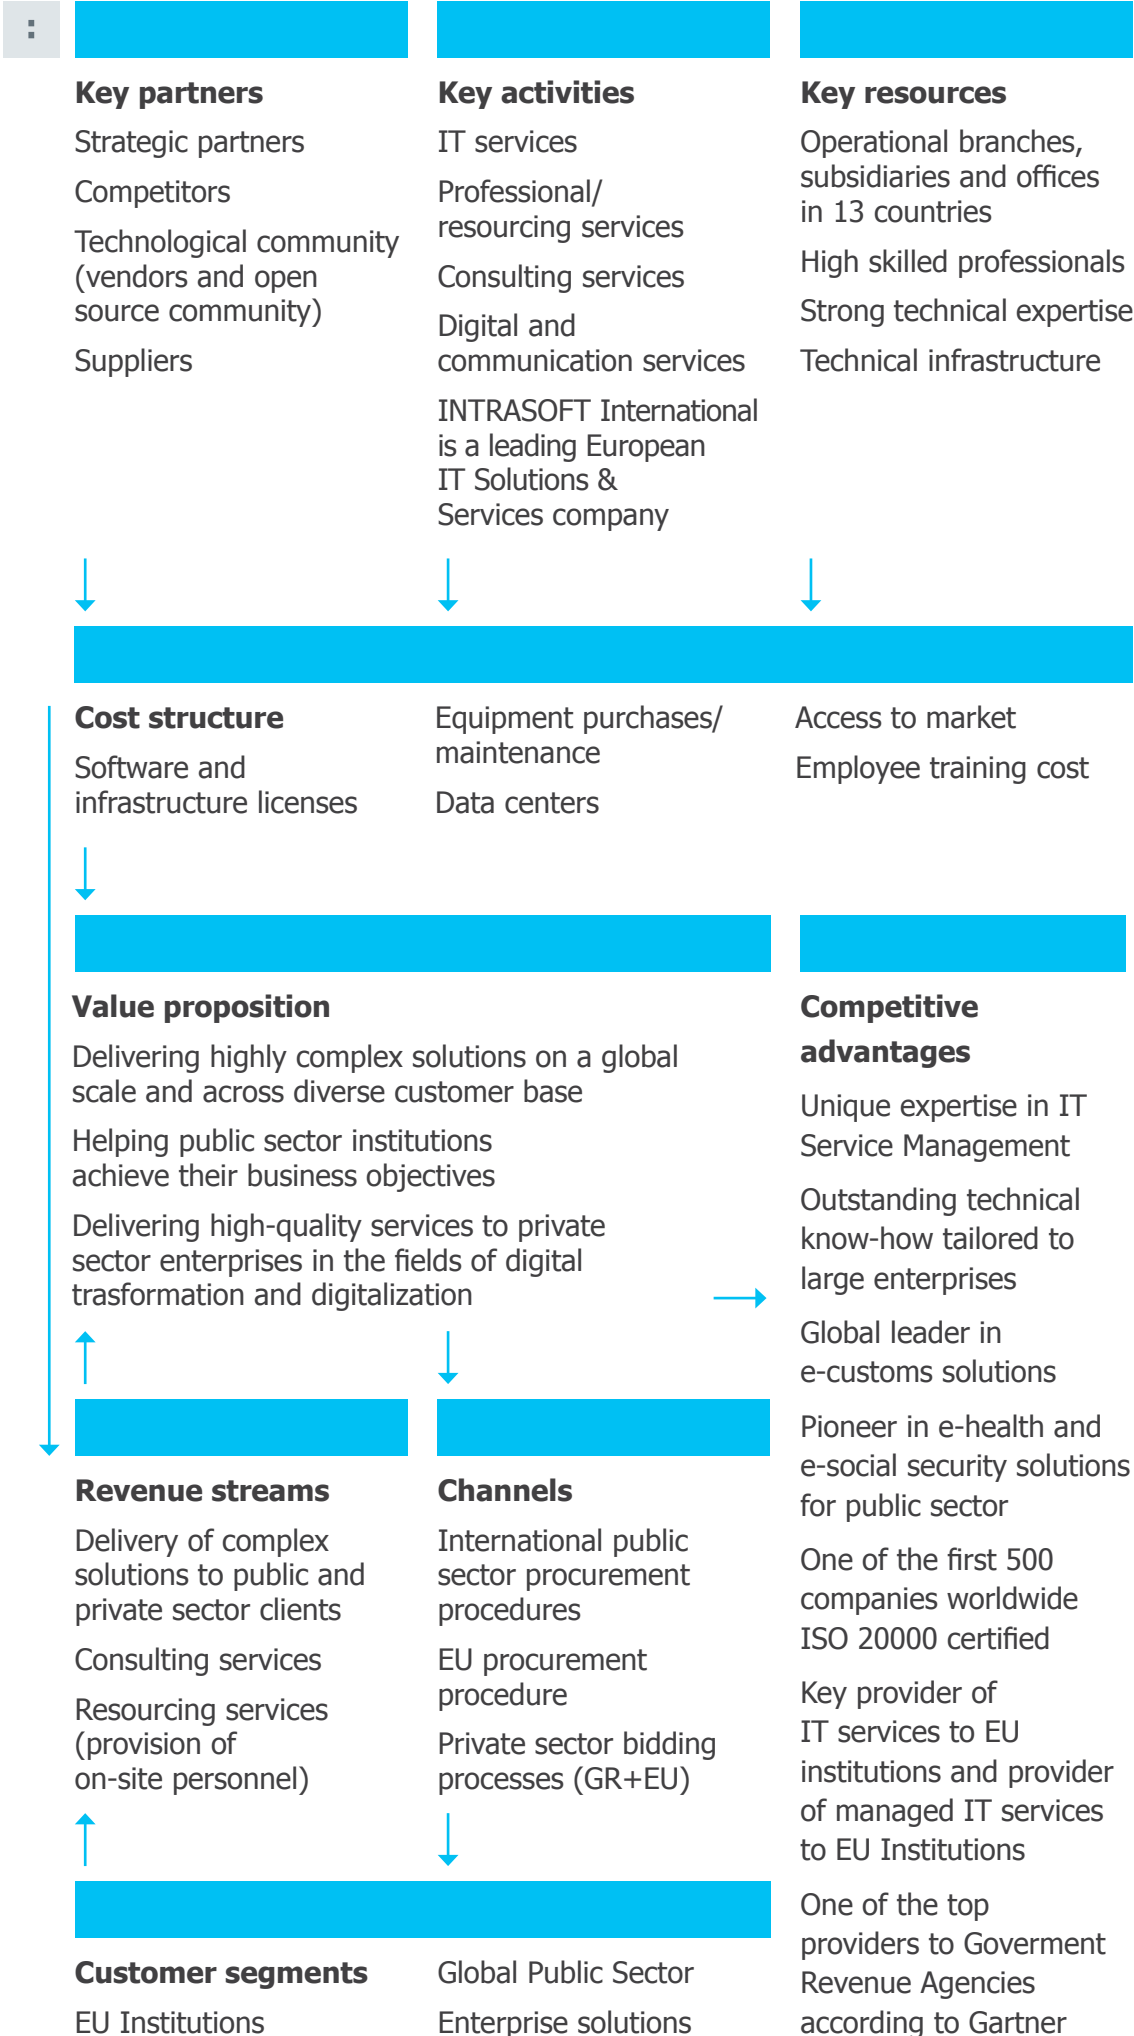 :
Key partners
Strategic partners
Competitors
Technological community
(vendors and open
source community)
Suppliers
Key activities
IT services
Professional/
resourcing services
Consulting services
Digital and
communication services
INTRASOFT International
is a leading European
IT Solutions &
Services company
Key resources
Operational branches,
subsidiaries and offices
in 13 countries
High skilled professionals
Strong technical expertise
Technical infrastructure
Cost structure
Software and
infrastructure licenses
Equipment purchases/
maintenance
Data centers
Access to market
Employee training cost
Value proposition
Delivering highly complex solutions on a global
scale and across diverse customer base
Helping public sector institutions
achieve their business objectives
Delivering high-quality services to private
sector enterprises in the fields of digital
trasformation and digitalization
Competitive
advantages
Unique expertise in IT
Service Management
Outstanding technical
know-how tailored to
large enterprises
Global leader in
e-customs solutions
Pioneer in e-health and
e-social security solutions
for public sector
One of the first 500
companies worldwide
ISO 20000 certified
Key provider of
IT services to EU
institutions and provider
of managed IT services
to EU Institutions
One of the top
providers to Goverment
Revenue Agencies
according to Gartner
Revenue streams
Delivery of complex
solutions to public and
private sector clients
Consulting services
Resourcing services
(provision of
on-site personnel)
Channels
International public
sector procurement
procedures
EU procurement
procedure
Private sector bidding
processes (GR+EU)
Customer segments
EU Institutions
Global Public Sector
Enterprise solutions